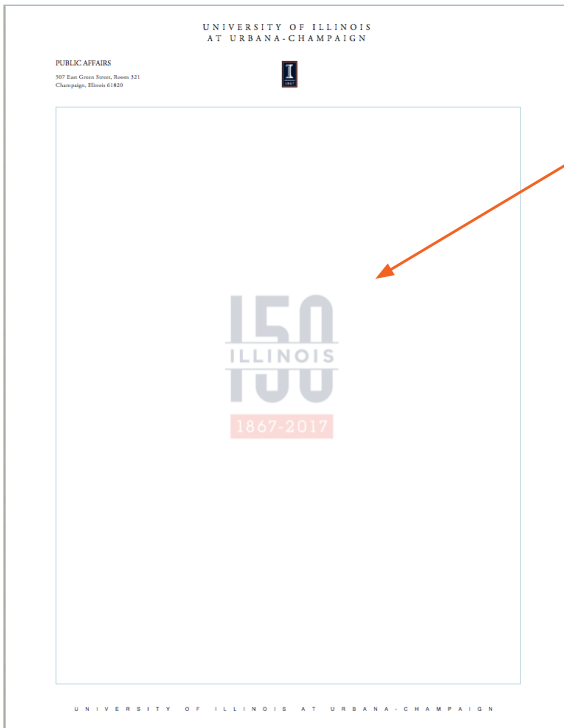 UNIVERSITY OF ILLINOIS
AT URBANA-CHAMPAIGN
PUBLIC AFFAIRS
507 East Green Street, Room 321
Champaign, Illinois 61820
I
1867
150
ILLINOIS
1867-2017
UNIVERSITY OF ILLINOIS AT URBANA-CHAMPAIGN